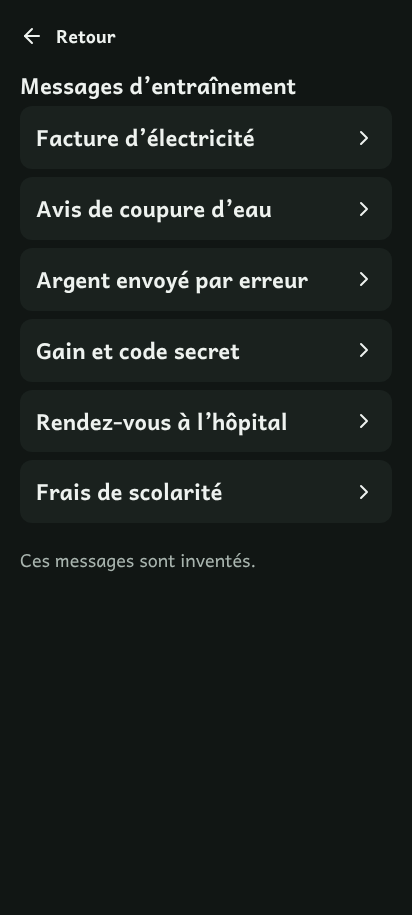 Retour
Messages d’entraînement
Facture d’électricité
Avis de coupure d’eau
Argent envoyé par erreur
Gain et code secret
Rendez-vous à l’hôpital
Frais de scolarité
Ces messages sont inventés.